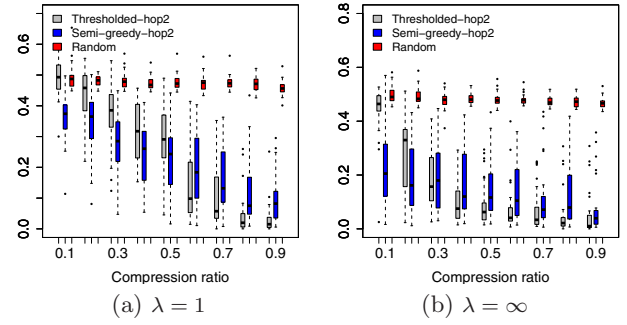 Thresholded-hop2
Semi-greedy-hop2
Random
0.6
0.4
0.2
0.0
0.1 0.3 0.5 0.7 0.9
Compression ratio
(a) λ = 1
Thresholded-hop2
Semi-greedy-hop2
Random
0.8
0.6
0.4
0.2
0.0
0.1 0.3 0.5 0.7 0.9
Compression ratio
(b) λ = ∞